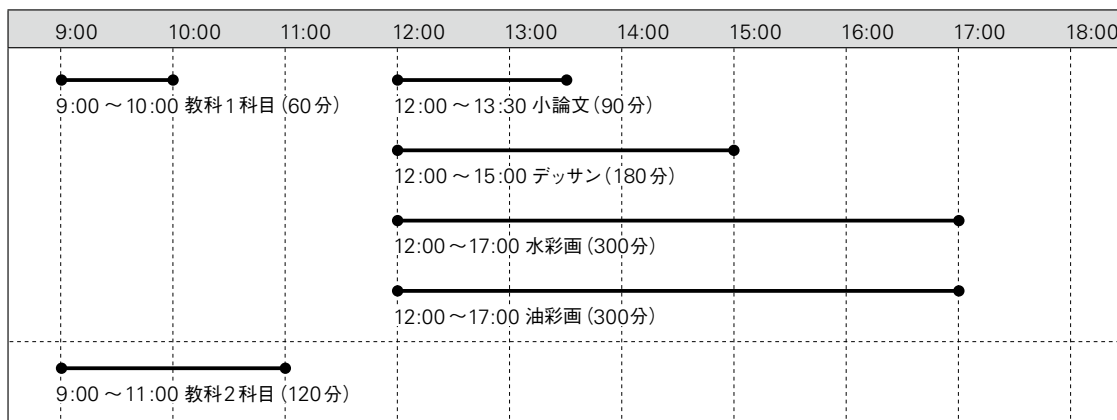 9:00 10:00 11:00 12:00 13:00 14:00 15:00 16:00 17:00 18:00
9:00～10:00 教科1科目（60分） 12:00～13:30 小論文（90分）
12:00～15:00 デッサン（180分）
12:00～17:00 水彩画（300分）
12:00～17:00 油彩画（300分）
9:00～11:00 教科2科目（120分）